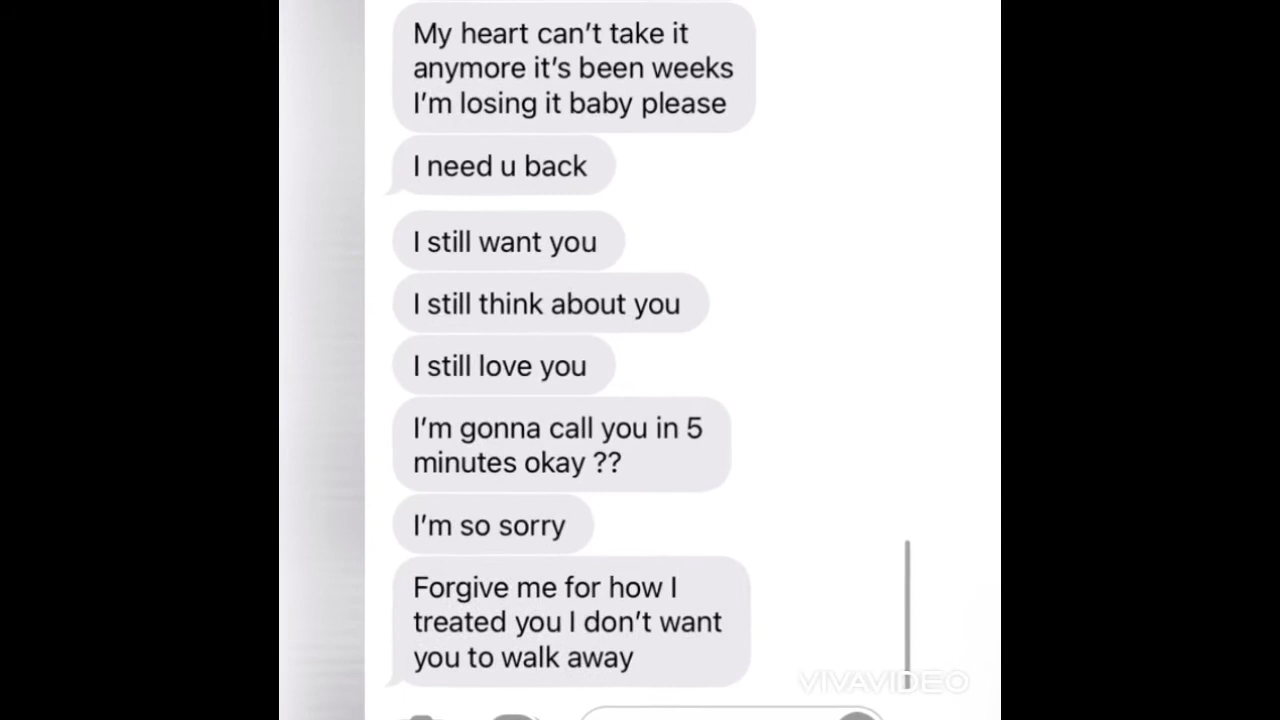 My heart can't take it
anymore it's been weeks
I'm losing it baby please
I need u back
I still want you
I still think about you
I still love you
I'm gonna call you in 5
minutes okay ??
I'm so sorry
Forgive me for how I
treated you I don't want
you to walk away
VIVAVIDEO